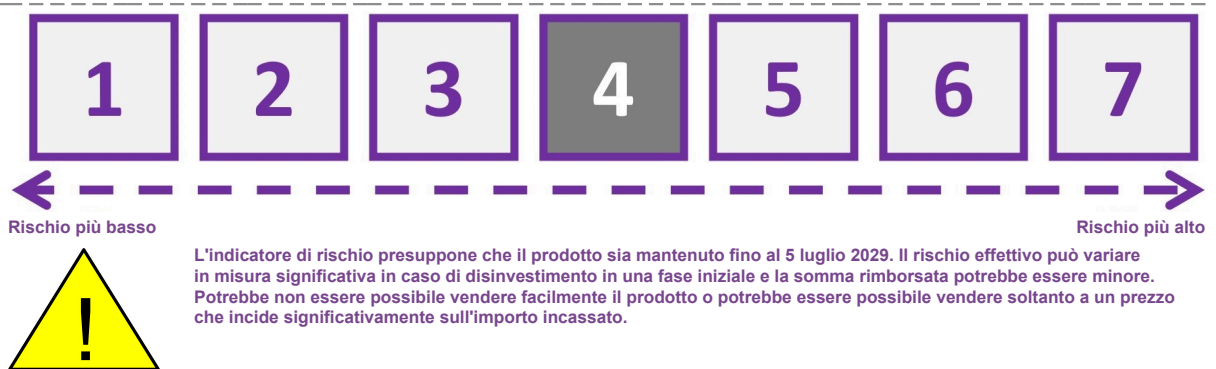 1 2 3 4 5 6 7
Rischio più basso Rischio più alto
L'indicatore di rischio presuppone che il prodotto sia mantenuto fino al 5 luglio 2029. Il rischio effettivo può variare
in misura significativa in caso di disinvestimento in una fase iniziale e la somma rimborsata potrebbe essere minore.
Potrebbe non essere possibile vendere facilmente il prodotto o potrebbe essere possibile vendere soltanto a un prezzo
che incide significativamente sull'importo incassato.
!